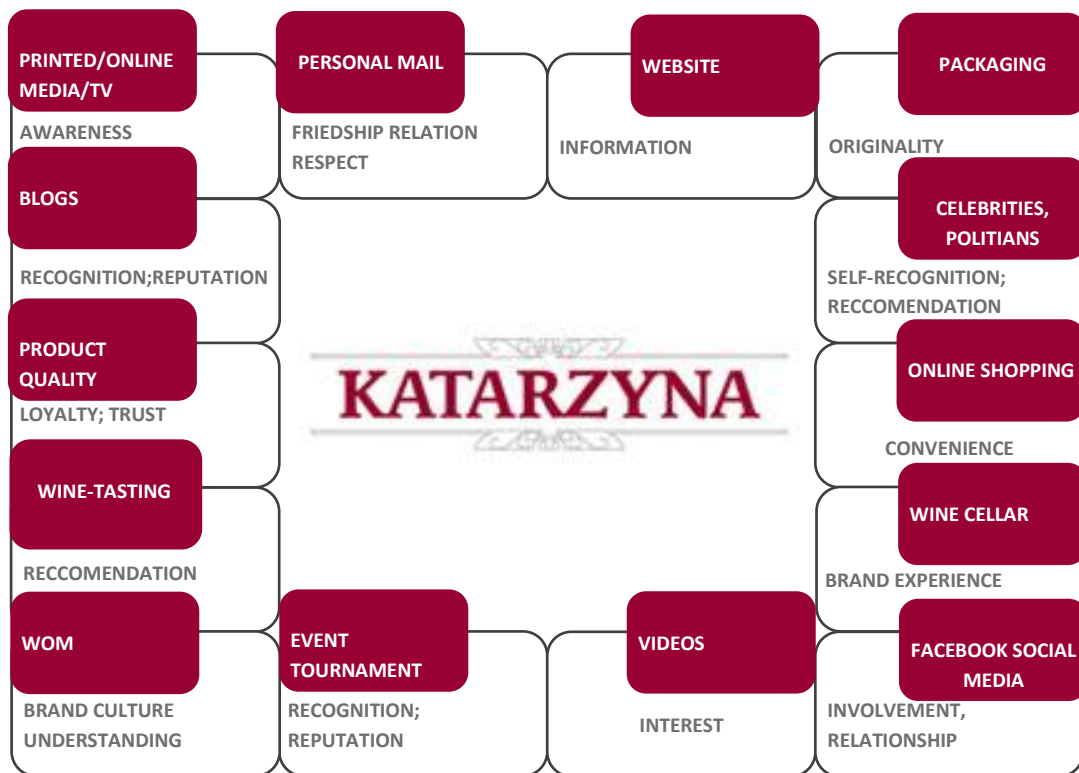 PRINTED/ONLINE
MEDIA/TV
AWARENESS
PERSONAL MAIL
FRIEDSHIP RELATION
RESPECT
WEBSITE
INFORMATION
PACKAGING
ORIGINALITY
BLOGS
RECOGNITION;REPUTATION
CELEBRITIES,
POLITIANS
SELF-RECOGNITION;
RECCOMENDATION
PRODUCT
QUALITY
LOYALTY; TRUST
KATARZYNA
ONLINE SHOPPING
CONVENIENCE
WINE-TASTING
RECCOMENDATION
WINE CELLAR
BRAND EXPERIENCE
WOM
BRAND CULTURE
UNDERSTANDING
EVENT
TOURNAMENT
RECOGNITION;
REPUTATION
VIDEOS
INTEREST
FACEBOOK SOCIAL
MEDIA
INVOLVEMENT,
RELATIONSHIP